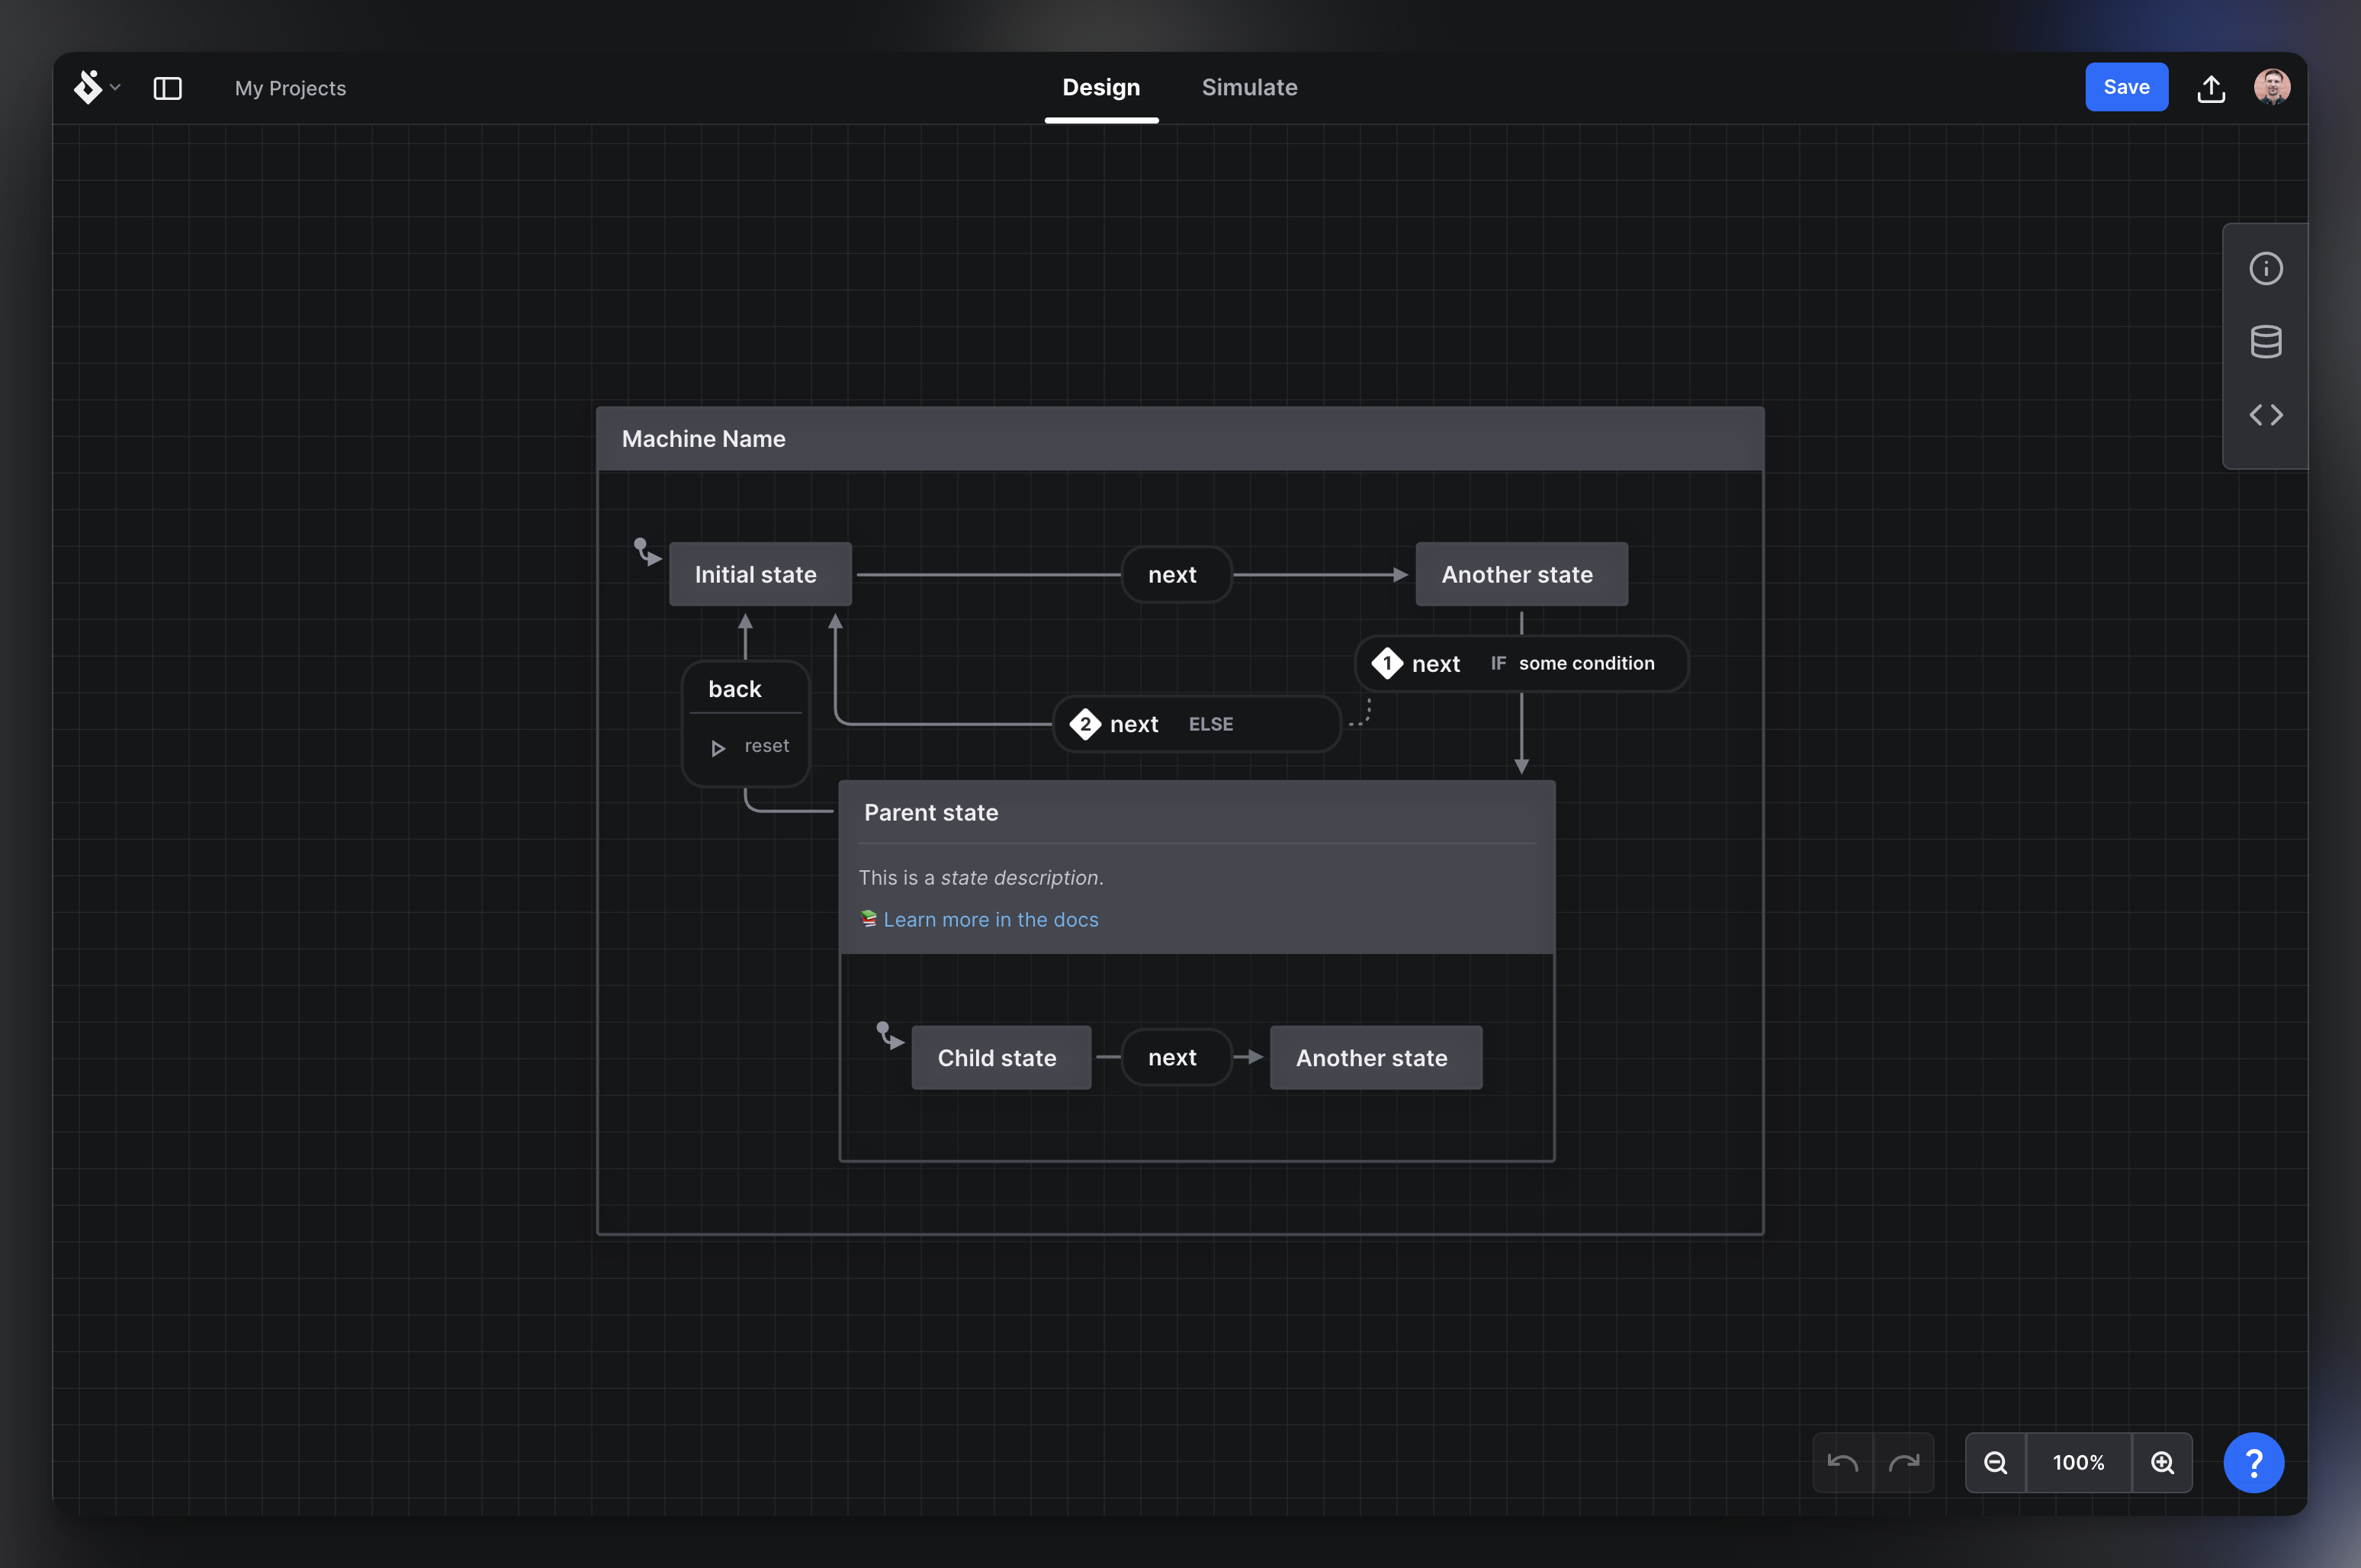 My Projects
Design
Simulate
Save
Machine Name
Initial state
next
Another state
1 next IF some condition
back
2 next ELSE
reset
Parent state
This is a state description.
Learn more in the docs
Child state
next
Another state
100%
?